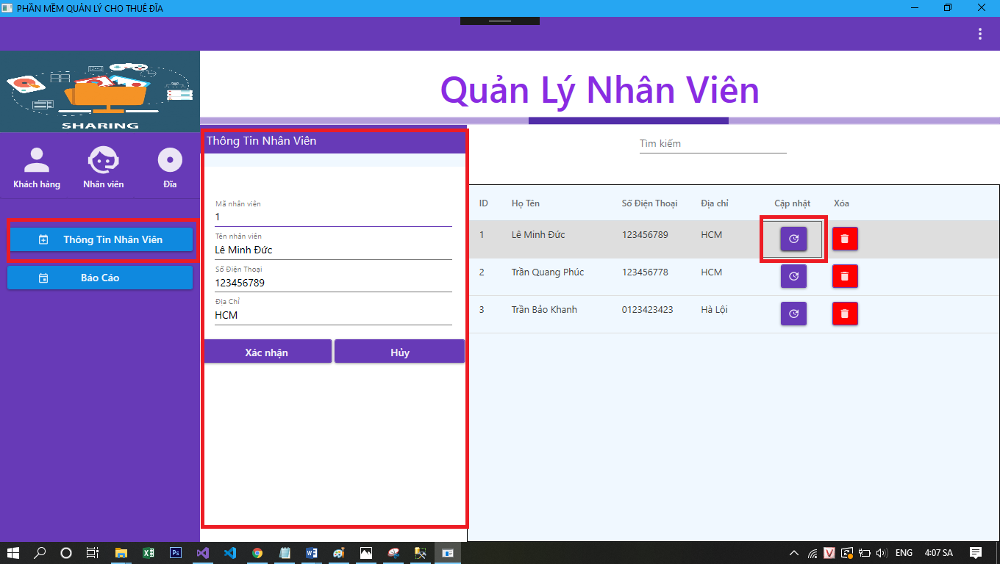 PHẦN MỀM QUẢN LÝ CHO THUÊ ĐĨA
SHARING
Khách hàng Nhân viên Đĩa
Thông Tin Nhân Viên
Báo Cáo
Quản Lý Nhân Viên
Thông Tin Nhân Viên
Mã nhân viên
1
Tên nhân viên
Lê Minh Đức
Số Điện Thoại
123456789
Địa Chỉ
HCM
Xác nhận Hủy
Tìm kiếm
ID Họ Tên Số Điện Thoại Địa chỉ Cập nhật Xóa
1 Lê Minh Đức 123456789 HCM
2 Trần Quang Phúc 123456778 HCM
3 Trần Bảo Khanh 0123423423 Hà Lội
Ps
V ENG 4:07 SA